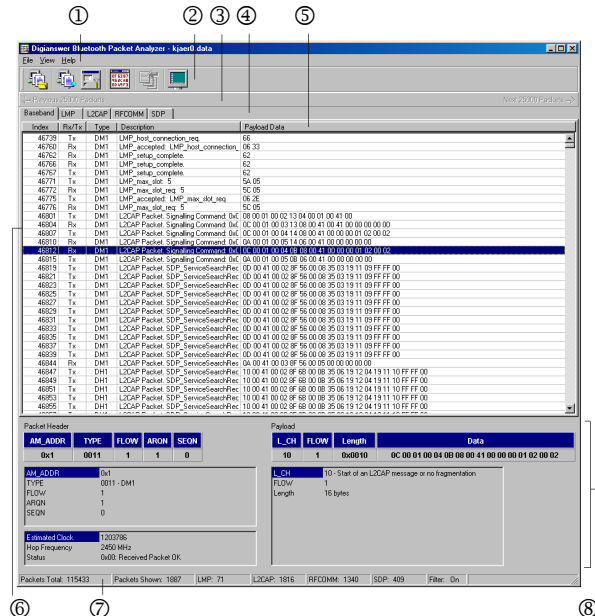 ① ② ③ ④ ⑤
Digianswer Bluetooth Packet Analyzer - kjaer0.data
File View Help
<- Previous 25000 Packets Next 25000 Packets ->
Baseband LMP L2CAP RFCOMM SDP
Index Rx/Tx Type Description Payload Data
46739 Tx DM1 LMP_host_connection_req. 66
46760 Rx DM1 LMP_accepted: LMP_host_connection_ 06 33
46762 Rx DM1 LMP_setup_complete. 62
46766 Rx DM1 LMP_setup_complete. 62
46767 Tx DM1 LMP_setup_complete. 62
46771 Tx DM1 LMP_max_slot: 5 5A 05
46772 Rx DM1 LMP_max_slot_req: 5 5C 05
46775 Tx DM1 LMP_accepted: LMP_max_slot_req 06 2E
46776 Rx DM1 LMP_max_slot_req: 5 5C 05
46801 Tx DM1 L2CAP Packet. Signalling Command: 0x( 08 00 01 00 02 13 04 00 01 00 41 00
46804 Rx DM1 L2CAP Packet. Signalling Command: 0x( 0C 00 01 00 03 13 08 00 41 00 41 00 00 00 00 00
46807 Tx DM1 L2CAP Packet. Signalling Command: 0x( 0C 00 01 00 04 14 08 00 41 00 00 00 01 02 00 02
46810 Rx DM1 L2CAP Packet. Signalling Command: 0x( 0A 00 01 00 05 14 06 00 41 00 00 00 00 00
46812 Rx DM1 L2CAP Packet. Signalling Command: 0x( 0C 00 01 00 04 0B 08 00 41 00 00 00 01 02 00 02
46815 Tx DM1 L2CAP Packet. Signalling Command: 0x( 0A 00 01 00 05 0B 06 00 41 00 00 00 00 00
46819 Tx DM1 L2CAP Packet. SDP_ServiceSearchRec 0D 00 41 00 02 8F 56 00 08 35 03 19 11 09 FF FF 00
46821 Tx DM1 L2CAP Packet. SDP_ServiceSearchRec 0D 00 41 00 02 8F 56 00 08 35 03 19 11 09 FF FF 00
46823 Tx DM1 L2CAP Packet. SDP_ServiceSearchRec 0D 00 41 00 02 8F 56 00 08 35 03 19 11 09 FF FF 00
46825 Tx DM1 L2CAP Packet. SDP_ServiceSearchRec 0D 00 41 00 02 8F 56 00 08 35 03 19 11 09 FF FF 00
46827 Tx DM1 L2CAP Packet. SDP_ServiceSearchRec 0D 00 41 00 02 8F 56 00 08 35 03 19 11 09 FF FF 00
46829 Tx DM1 L2CAP Packet. SDP_ServiceSearchRec 0D 00 41 00 02 8F 56 00 08 35 03 19 11 09 FF FF 00
46831 Tx DM1 L2CAP Packet. SDP_ServiceSearchRec 0D 00 41 00 02 8F 56 00 08 35 03 19 11 09 FF FF 00
46833 Tx DM1 L2CAP Packet. SDP_ServiceSearchRec 0D 00 41 00 02 8F 56 00 08 35 03 19 11 09 FF FF 00
46835 Tx DM1 L2CAP Packet. SDP_ServiceSearchRec 0D 00 41 00 02 8F 56 00 08 35 03 19 11 09 FF FF 00
46837 Tx DM1 L2CAP Packet. SDP_ServiceSearchRec 0D 00 41 00 02 8F 56 00 08 35 03 19 11 09 FF FF 00
46839 Tx DM1 L2CAP Packet. SDP_ServiceSearchRec 0D 00 41 00 02 8F 56 00 08 35 03 19 11 09 FF FF 00
46844 Rx DM1 L2CAP Packet. SDP_ServiceSearchRec 0A 00 41 00 03 8F 56 00 05 00 00 00 00 00
46847 Tx DH1 L2CAP Packet. SDP_ServiceSearchRec 10 00 41 00 02 8F 6B 00 0B 35 06 19 12 04 19 11 10 FF FF 00
46849 Tx DH1 L2CAP Packet. SDP_ServiceSearchRec 10 00 41 00 02 8F 6B 00 0B 35 06 19 12 04 19 11 10 FF FF 00
46851 Tx DH1 L2CAP Packet. SDP_ServiceSearchRec 10 00 41 00 02 8F 6B 00 0B 35 06 19 12 04 19 11 10 FF FF 00
46853 Tx DH1 L2CAP Packet. SDP_ServiceSearchRec 10 00 41 00 02 8F 6B 00 0B 35 06 19 12 04 19 11 10 FF FF 00
46855 Tx DH1 L2CAP Packet. SDP_ServiceSearchRec 10 00 41 00 02 8F 6B 00 0B 35 06 19 12 04 19 11 10 FF FF 00
Packet Header Payload
AM_ADDR TYPE FLOW ARQN SEQN L_CH FLOW Length Data
0x1 0011 1 1 0 10 1 0x0010 0C 00 01 00 04 0B 08 00 41 00 00 00 01 02 00 02
AM_ADDR 0x1 L_CH 10 - Start of an L2CAP message or no fragmentation
TYPE 0011 - DM1 FLOW 1
FLOW 1 Length 16 bytes
ARQN 1
SEQN 0
Estimated Clock 1203786
Hop Frequency 2450 MHz
Status 0x00: Received Packet OK
Packets Total: 115433 Packets Shown: 1887 LMP: 71 L2CAP: 1816 RFCOMM: 1340 SDP: 409 Filter: On
⑥ ⑦ ⑧